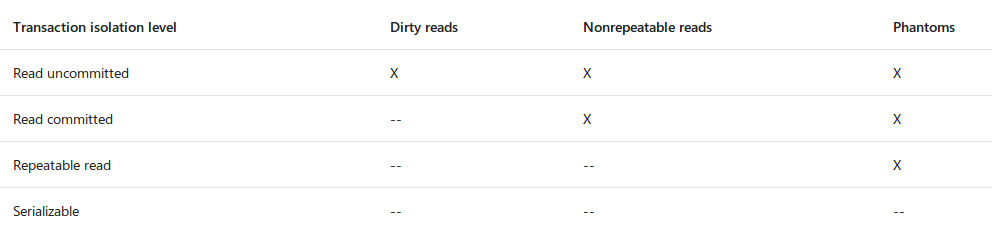 Transaction isolation level Dirty reads Nonrepeatable reads Phantoms
Read uncommitted X X X
Read committed -- X X
Repeatable read -- -- X
Serializable -- -- --